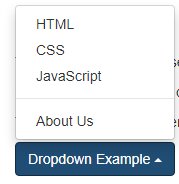 HTML
CSS
JavaScript
About Us
Dropdown Example